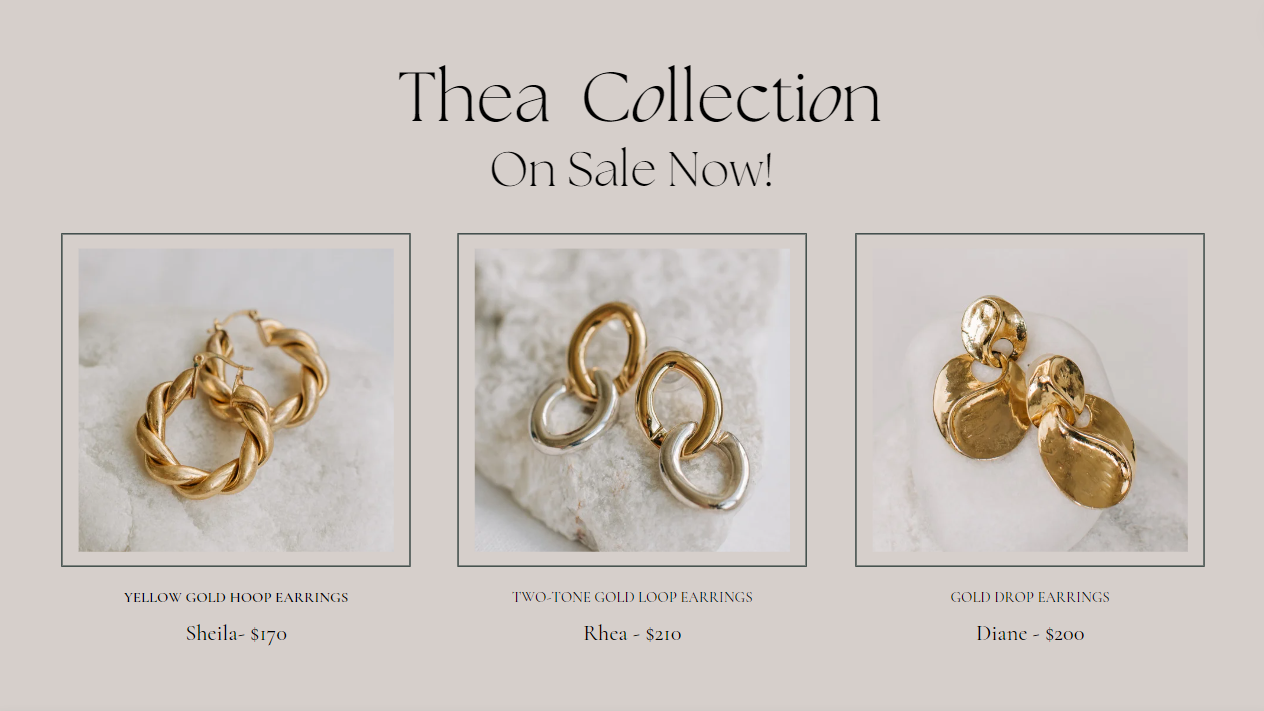 Thea Collection
On Sale Now!
YELLOW GOLD HOOP EARRINGS
Sheila- $170
TWO-TONE GOLD LOOP EARRINGS
Rhea - $210
GOLD DROP EARRINGS
Diane - $200